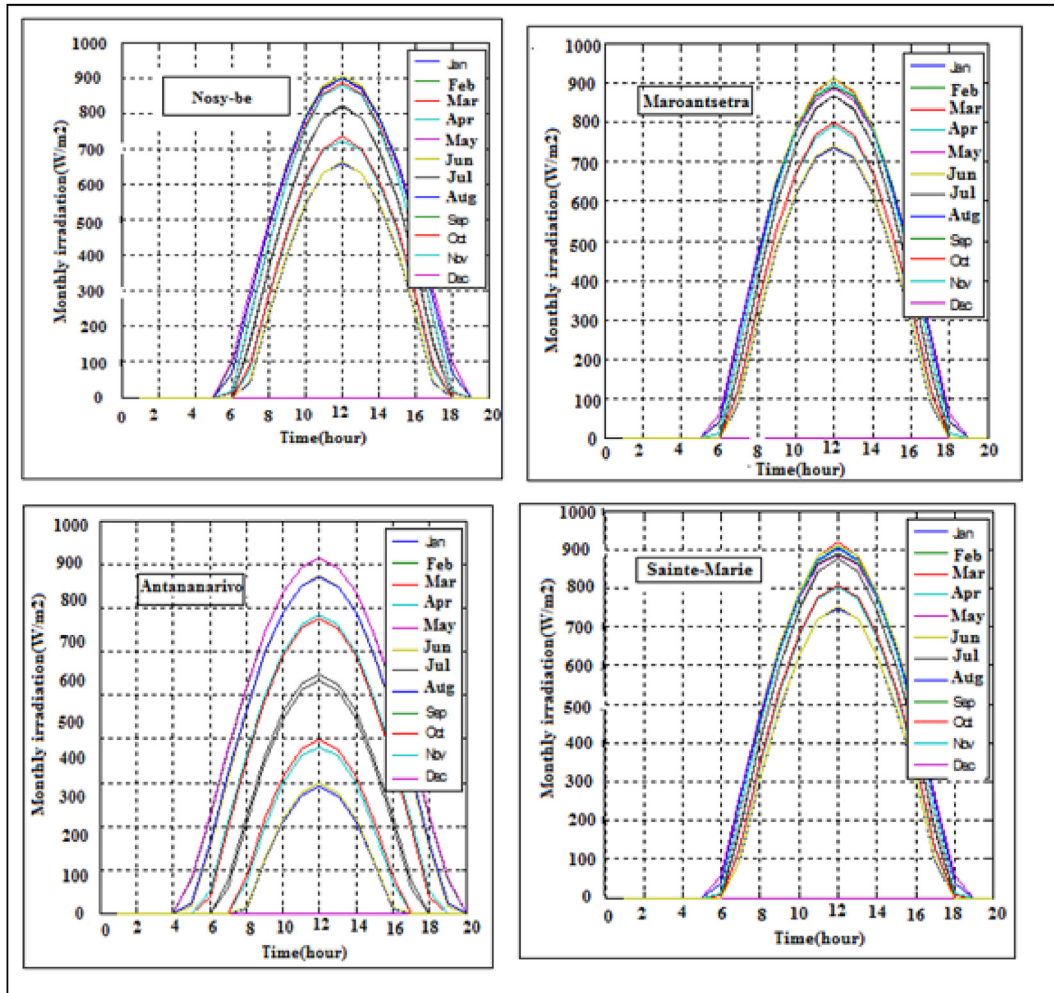 Nosy-be
Monthly irradiation(W/m2)
1000
900
800
700
600
500
400
300
200
100
0
0 2 4 6 8 10 12 14 16 18 20
Time(hour)
Jan
Feb
Mar
Apr
May
Jun
Jul
Aug
Sep
Oct
Nov
Dec
Maroantsetra
Monthly irradiation(W/m2)
1000
900
800
700
600
500
400
300
200
100
0
0 2 4 6 8 10 12 14 16 18 20
Time(hour)
Jan
Feb
Mar
Apr
May
Jun
Jul
Aug
Sep
Oct
Nov
Dec
Antananarivo
Monthly irradiation(W/m2)
1000
900
800
700
600
500
400
300
200
100
0
0 2 4 6 8 10 12 14 16 18 20
Time(hour)
Jan
Feb
Mar
Apr
May
Jun
Jul
Aug
Sep
Oct
Nov
Dec
Sainte-Marie
Monthly irradiation(W/m2)
1000
900
800
700
600
500
400
300
200
100
0
0 2 4 6 8 10 12 14 16 18 20
Time(hour)
Jan
Feb
Mar
Apr
May
Jun
Jul
Aug
Sep
Oct
Nov
Dec